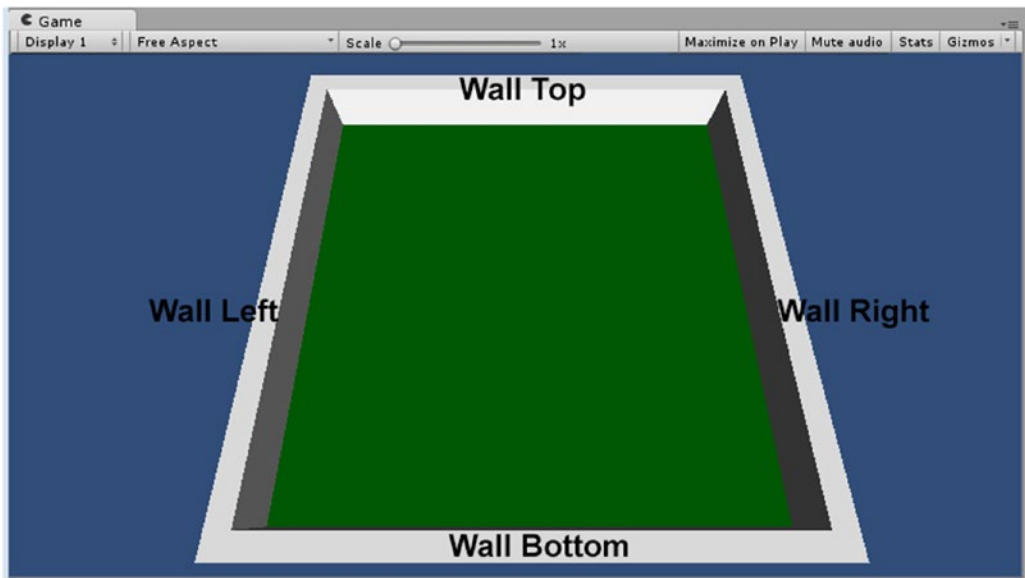 Game
Display 1 Free Aspect Scale 1x Maximize on Play Mute audio Stats Gizmos
Wall Top
Wall Left Wall Right
Wall Bottom